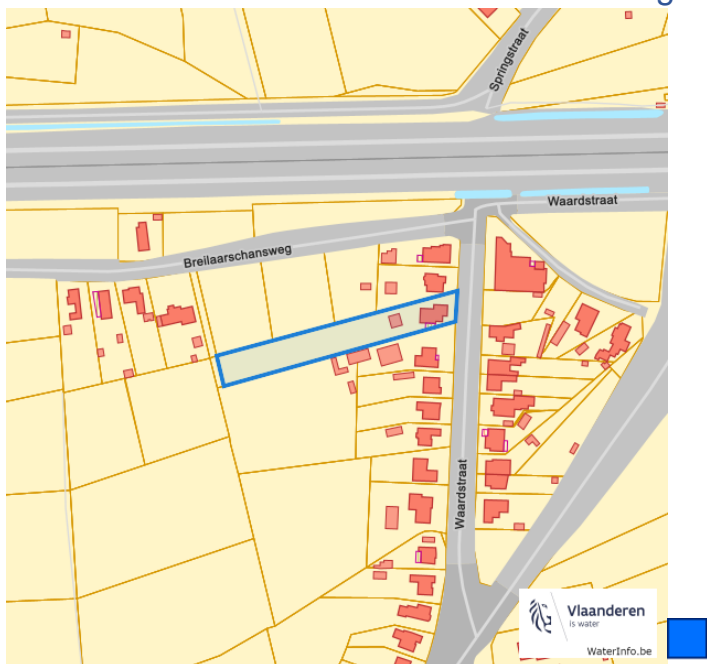 Springstraat
Waardstraat
Breilaarschansweg
Waardstraat
Vlaanderen
is water
WaterInfo.be